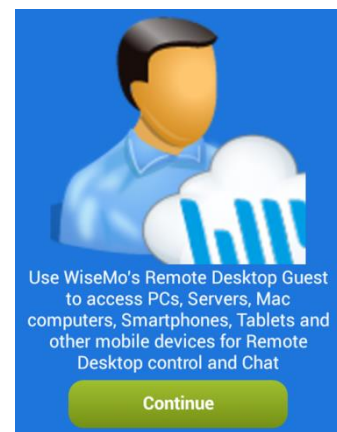 Use WiseMo's Remote Desktop Guest
to access PCs, Servers, Mac
computers, Smartphones, Tablets and
other mobile devices for Remote
Desktop control and Chat
Continue